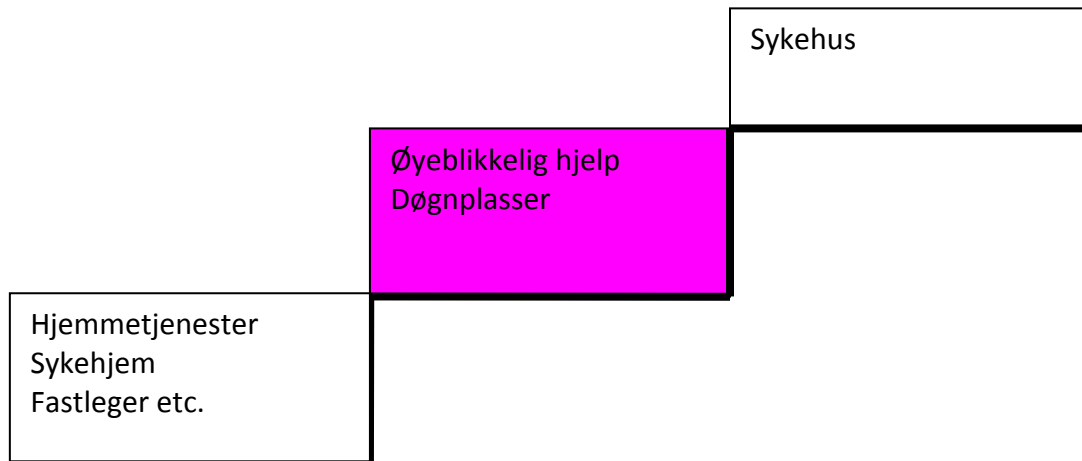 Sykehus
Øyeblikkelig hjelp
Døgnplasser
Hjemmetjenester
Sykehjem
Fastleger etc.